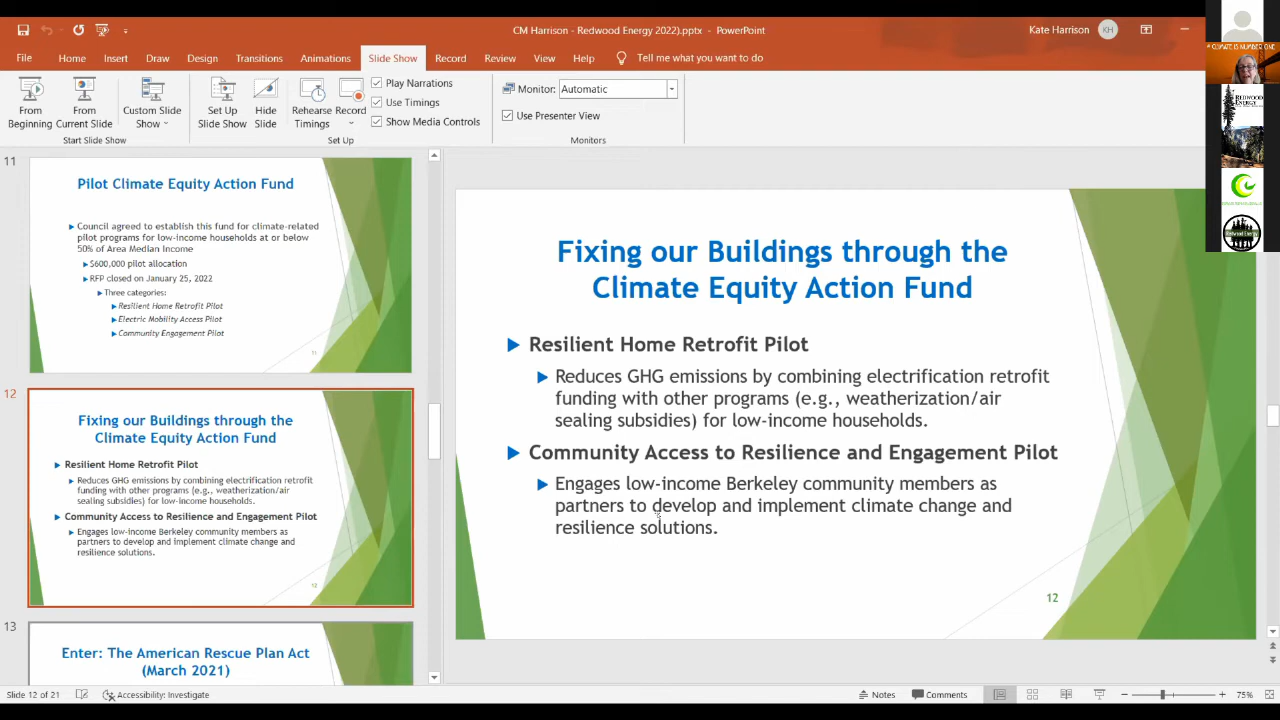 CM Harrison - Redwood Energy 2022).pptx - PowerPoint
Kate Harrison
KH
File
Home
Insert
Draw
Design
Transitions
Animations
Slide Show
Record
Review
View
Help
Tell me what you want to do
From Beginning
From Current Slide
Custom Slide Show
Set Up Slide Show
Hide Slide
Rehearse Timings
Record
Play Narrations
Use Timings
Show Media Controls
Monitor:
Automatic
Use Presenter View
Start Slide Show
Set Up
Monitors
CLIMATE IS NUMBER ONE
REDWOOD ENERGY
Redwood Energy
11
Pilot Climate Equity Action Fund
Council agreed to establish this fund for climate-related
pilot programs for low-income households at or below
50% of Area Median Income
$600,000 pilot allocation
RFP closed on January 25, 2022
Three categories:
Resilient Home Retrofit Pilot
Electric Mobility Access Pilot
Community Engagement Pilot
11
12
Fixing our Buildings through the
Climate Equity Action Fund
Resilient Home Retrofit Pilot
Reduces GHG emissions by combining electrification retrofit
funding with other programs (e.g., weatherization/air
sealing subsidies) for low-income households.
Community Access to Resilience and Engagement Pilot
Engages low-income Berkeley community members as
partners to develop and implement climate change and
resilience solutions.
12
13
Enter: The American Rescue Plan Act
(March 2021)
Fixing our Buildings through the
Climate Equity Action Fund
Resilient Home Retrofit Pilot
Reduces GHG emissions by combining electrification retrofit
funding with other programs (e.g., weatherization/air
sealing subsidies) for low-income households.
Community Access to Resilience and Engagement Pilot
Engages low-income Berkeley community members as
partners to develop and implement climate change and
resilience solutions.
12
Slide 12 of 21
Accessibility: Investigate
Notes
Comments
75%